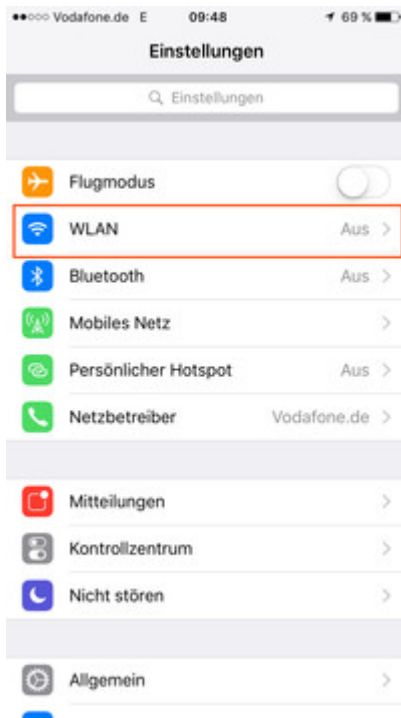 Vodafone.de E 09:48 69 %
Einstellungen
Einstellungen
Flugmodus
WLAN Aus
Bluetooth Aus
Mobiles Netz
Persönlicher Hotspot Aus
Netzbetreiber Vodafone.de
Mitteilungen
Kontrollzentrum
Nicht stören
Allgemein